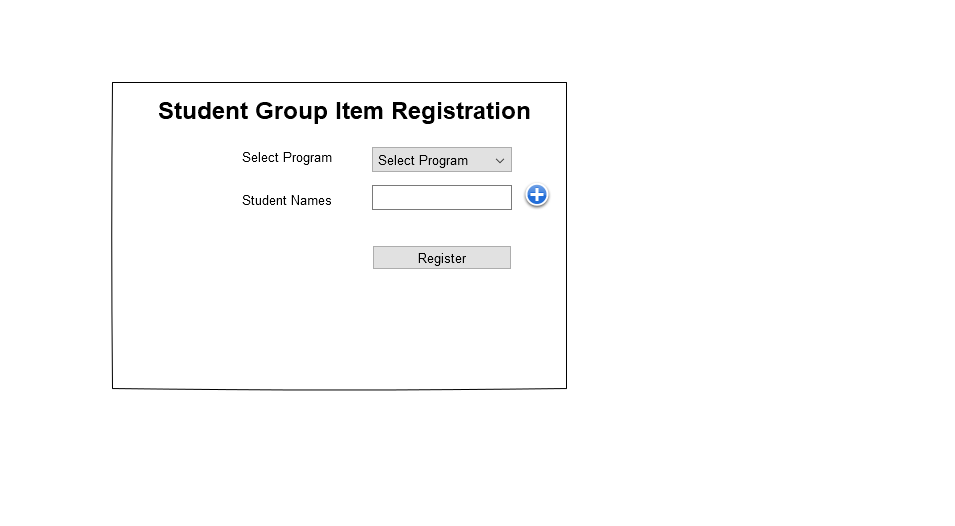 Student Group Item Registration
Select Program
Select Program
Student Names
Register